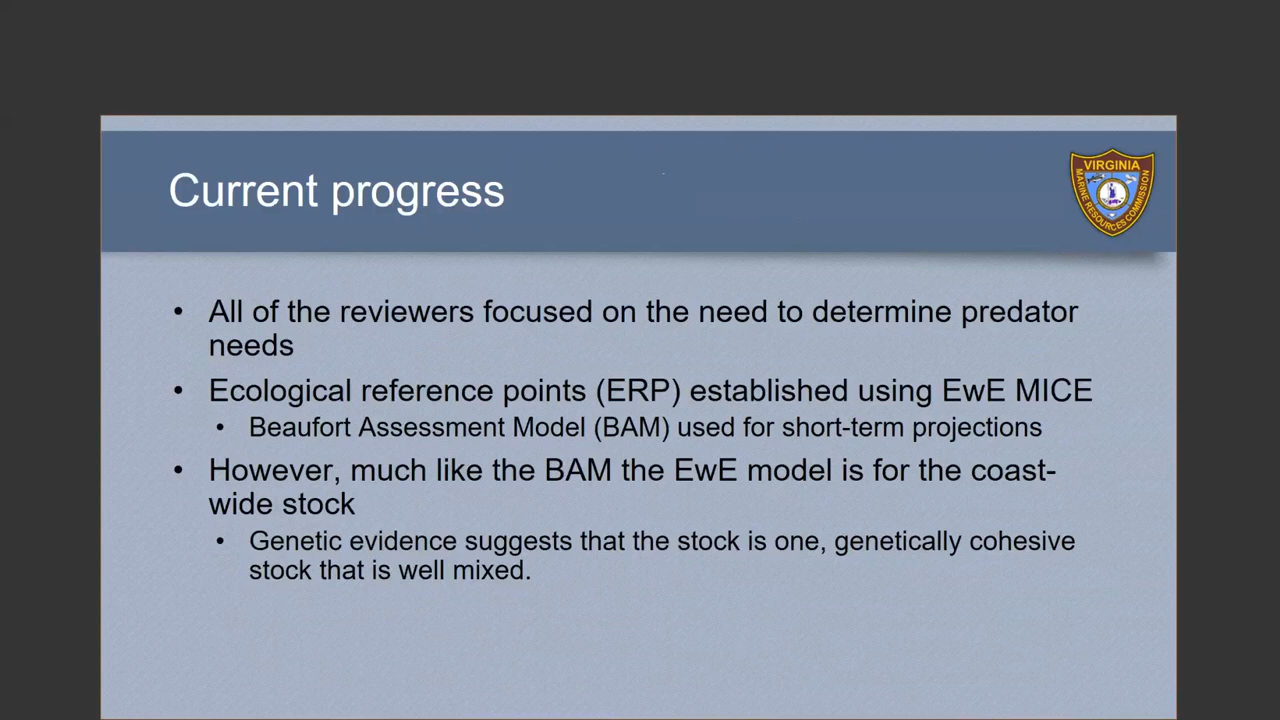 Current progress
VIRGINIA
MARINE RESOURCES COMMISSION
• All of the reviewers focused on the need to determine predator
needs
• Ecological reference points (ERP) established using EwE MICE
• Beaufort Assessment Model (BAM) used for short-term projections
• However, much like the BAM the EwE model is for the coast-
wide stock
• Genetic evidence suggests that the stock is one, genetically cohesive
stock that is well mixed.